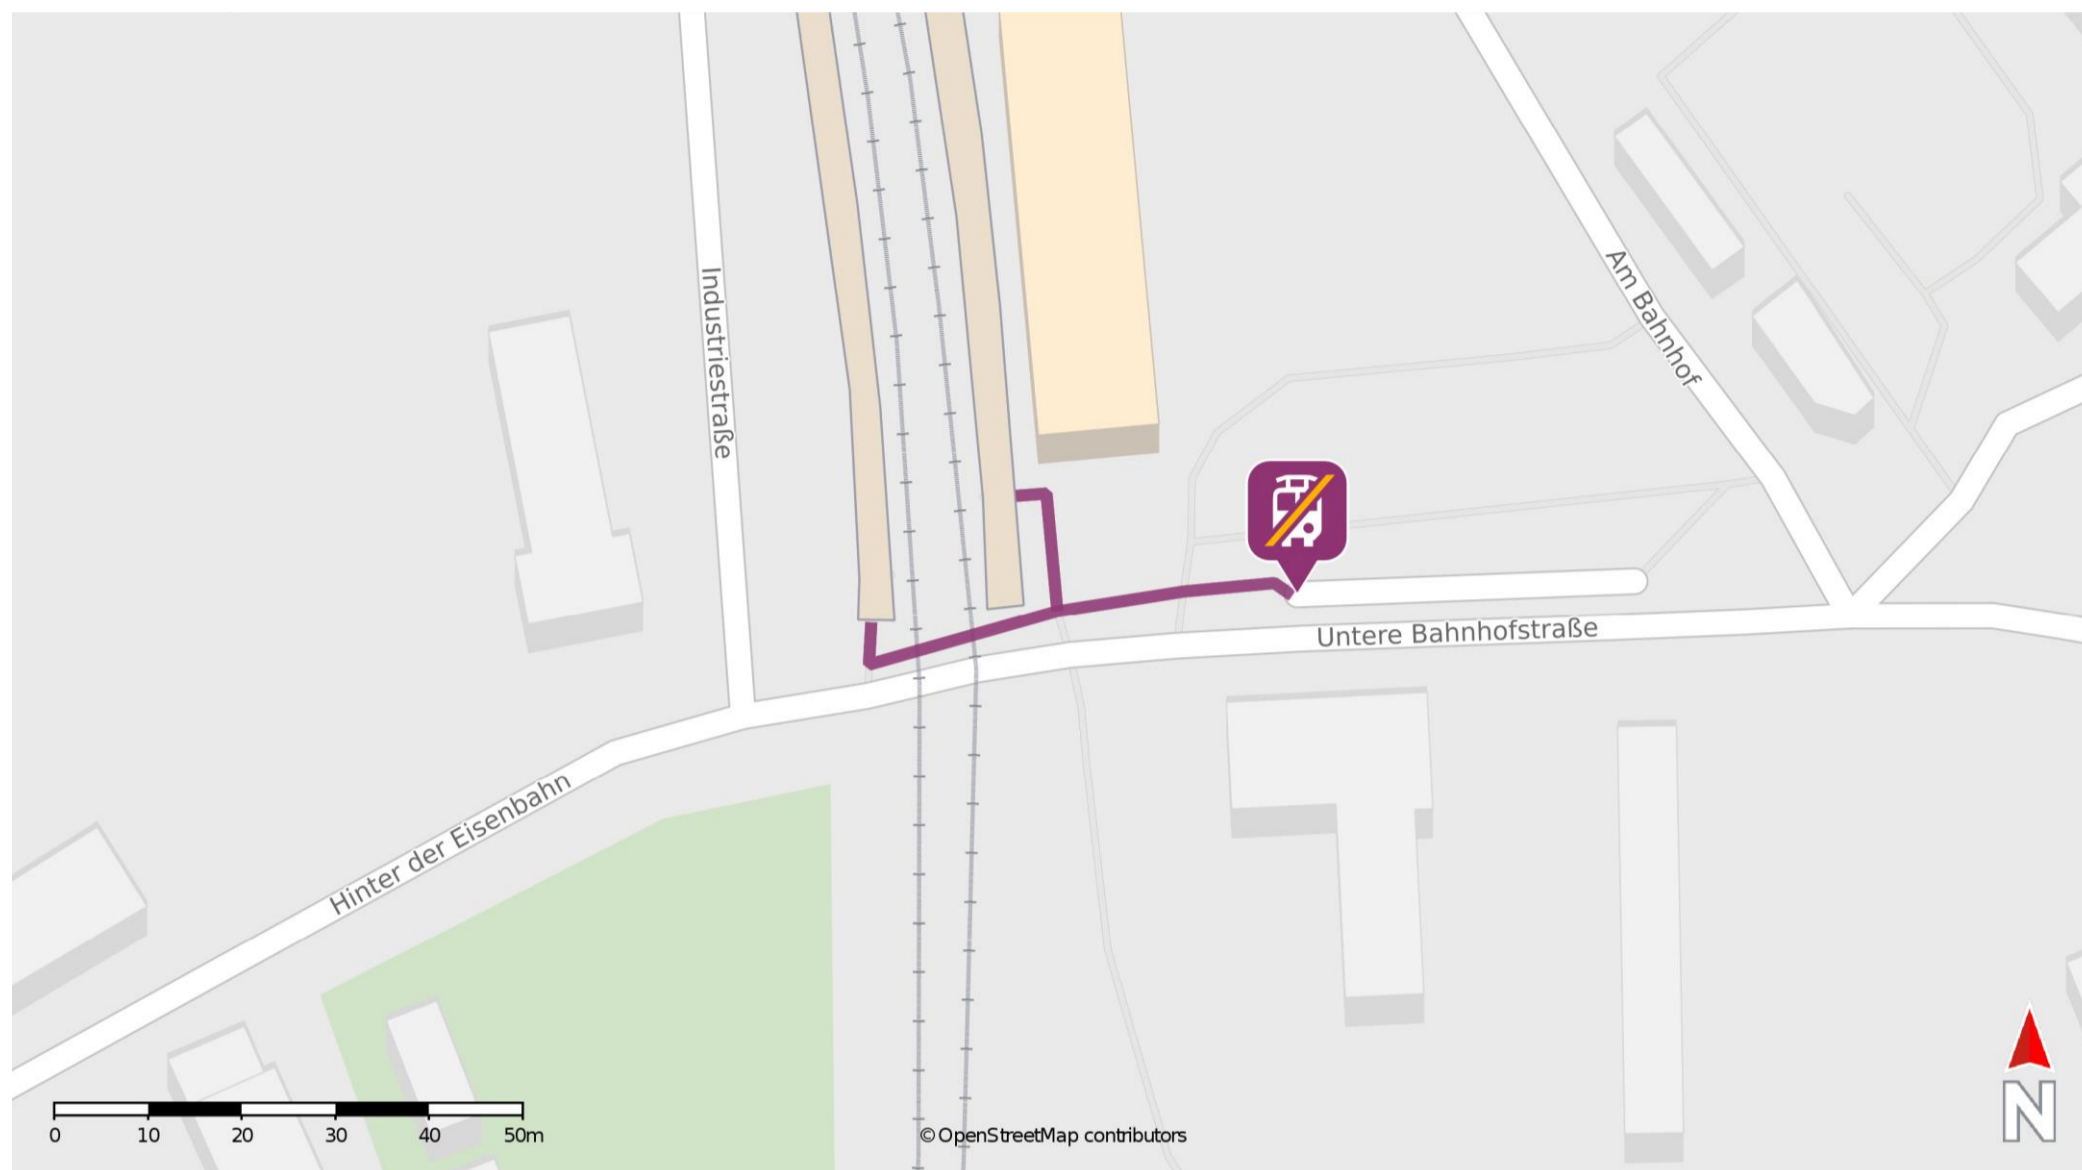 Industriestraße
Am Bahnhof
Untere Bahnhofstraße
Hinter der Eisenbahn
0 10 20 30 40 50m
© OpenStreetMap contributors
N